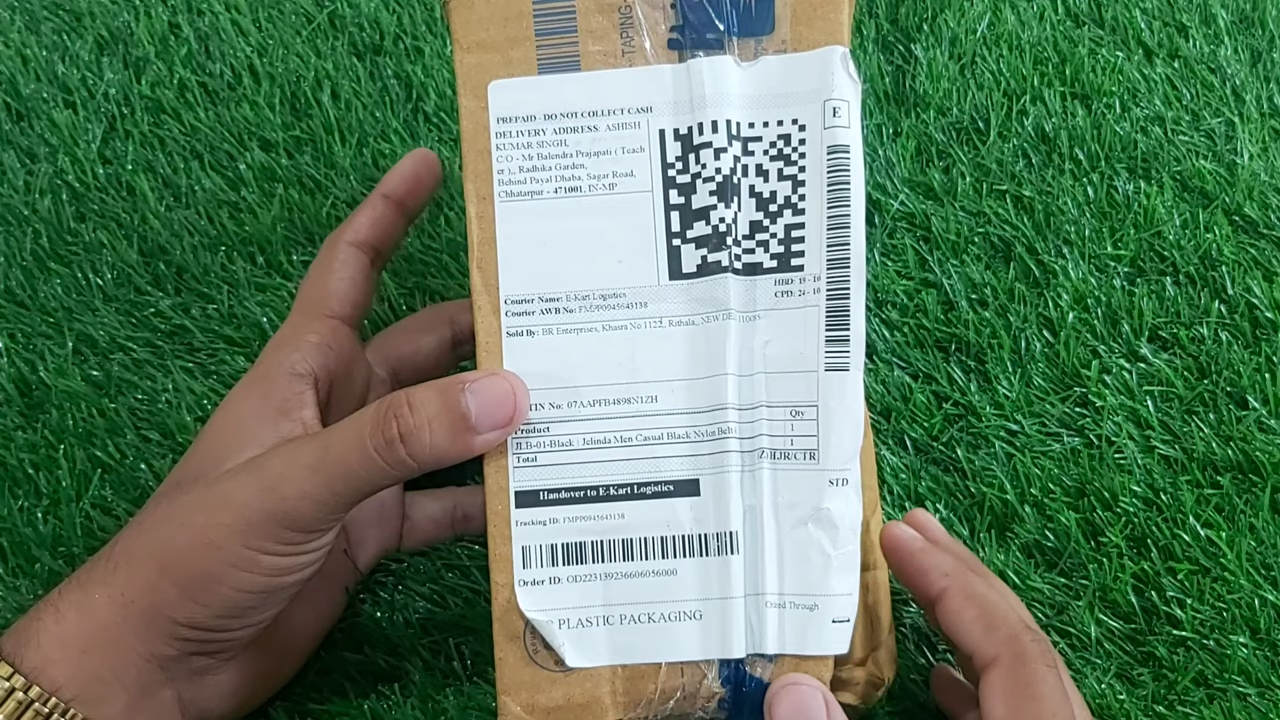 TAPING
PREPAID - DO NOT COLLECT CASH
DELIVERY ADDRESS: ASHISH
KUMAR SINGH,
C/O - Mr Balendra Prajapati ( Teach
er ),, Radhika Garden,
Behind Payal Dhaba, Sagar Road,
Chhatarpur - 471001, IN-MP
E
HBD: 19 - 10
CPD: 24 - 10
Courier Name: E-Kart Logistics
Courier AWB No: FMPP0945643138
Sold By: BR Enterprises, Khasra No 1122, Rithala,, NEW DE
TIN No: 07AAPFB4898N1ZH
Product Qty
JLB-01-Black | Jelinda Men Casual Black Nylon Belt 1
Total 1
HJR/CTR
STD
Handover to E-Kart Logistics
Tracking ID: FMPP0945643138
Order ID: OD223139236606056000
PLASTIC PACKAGING
Through